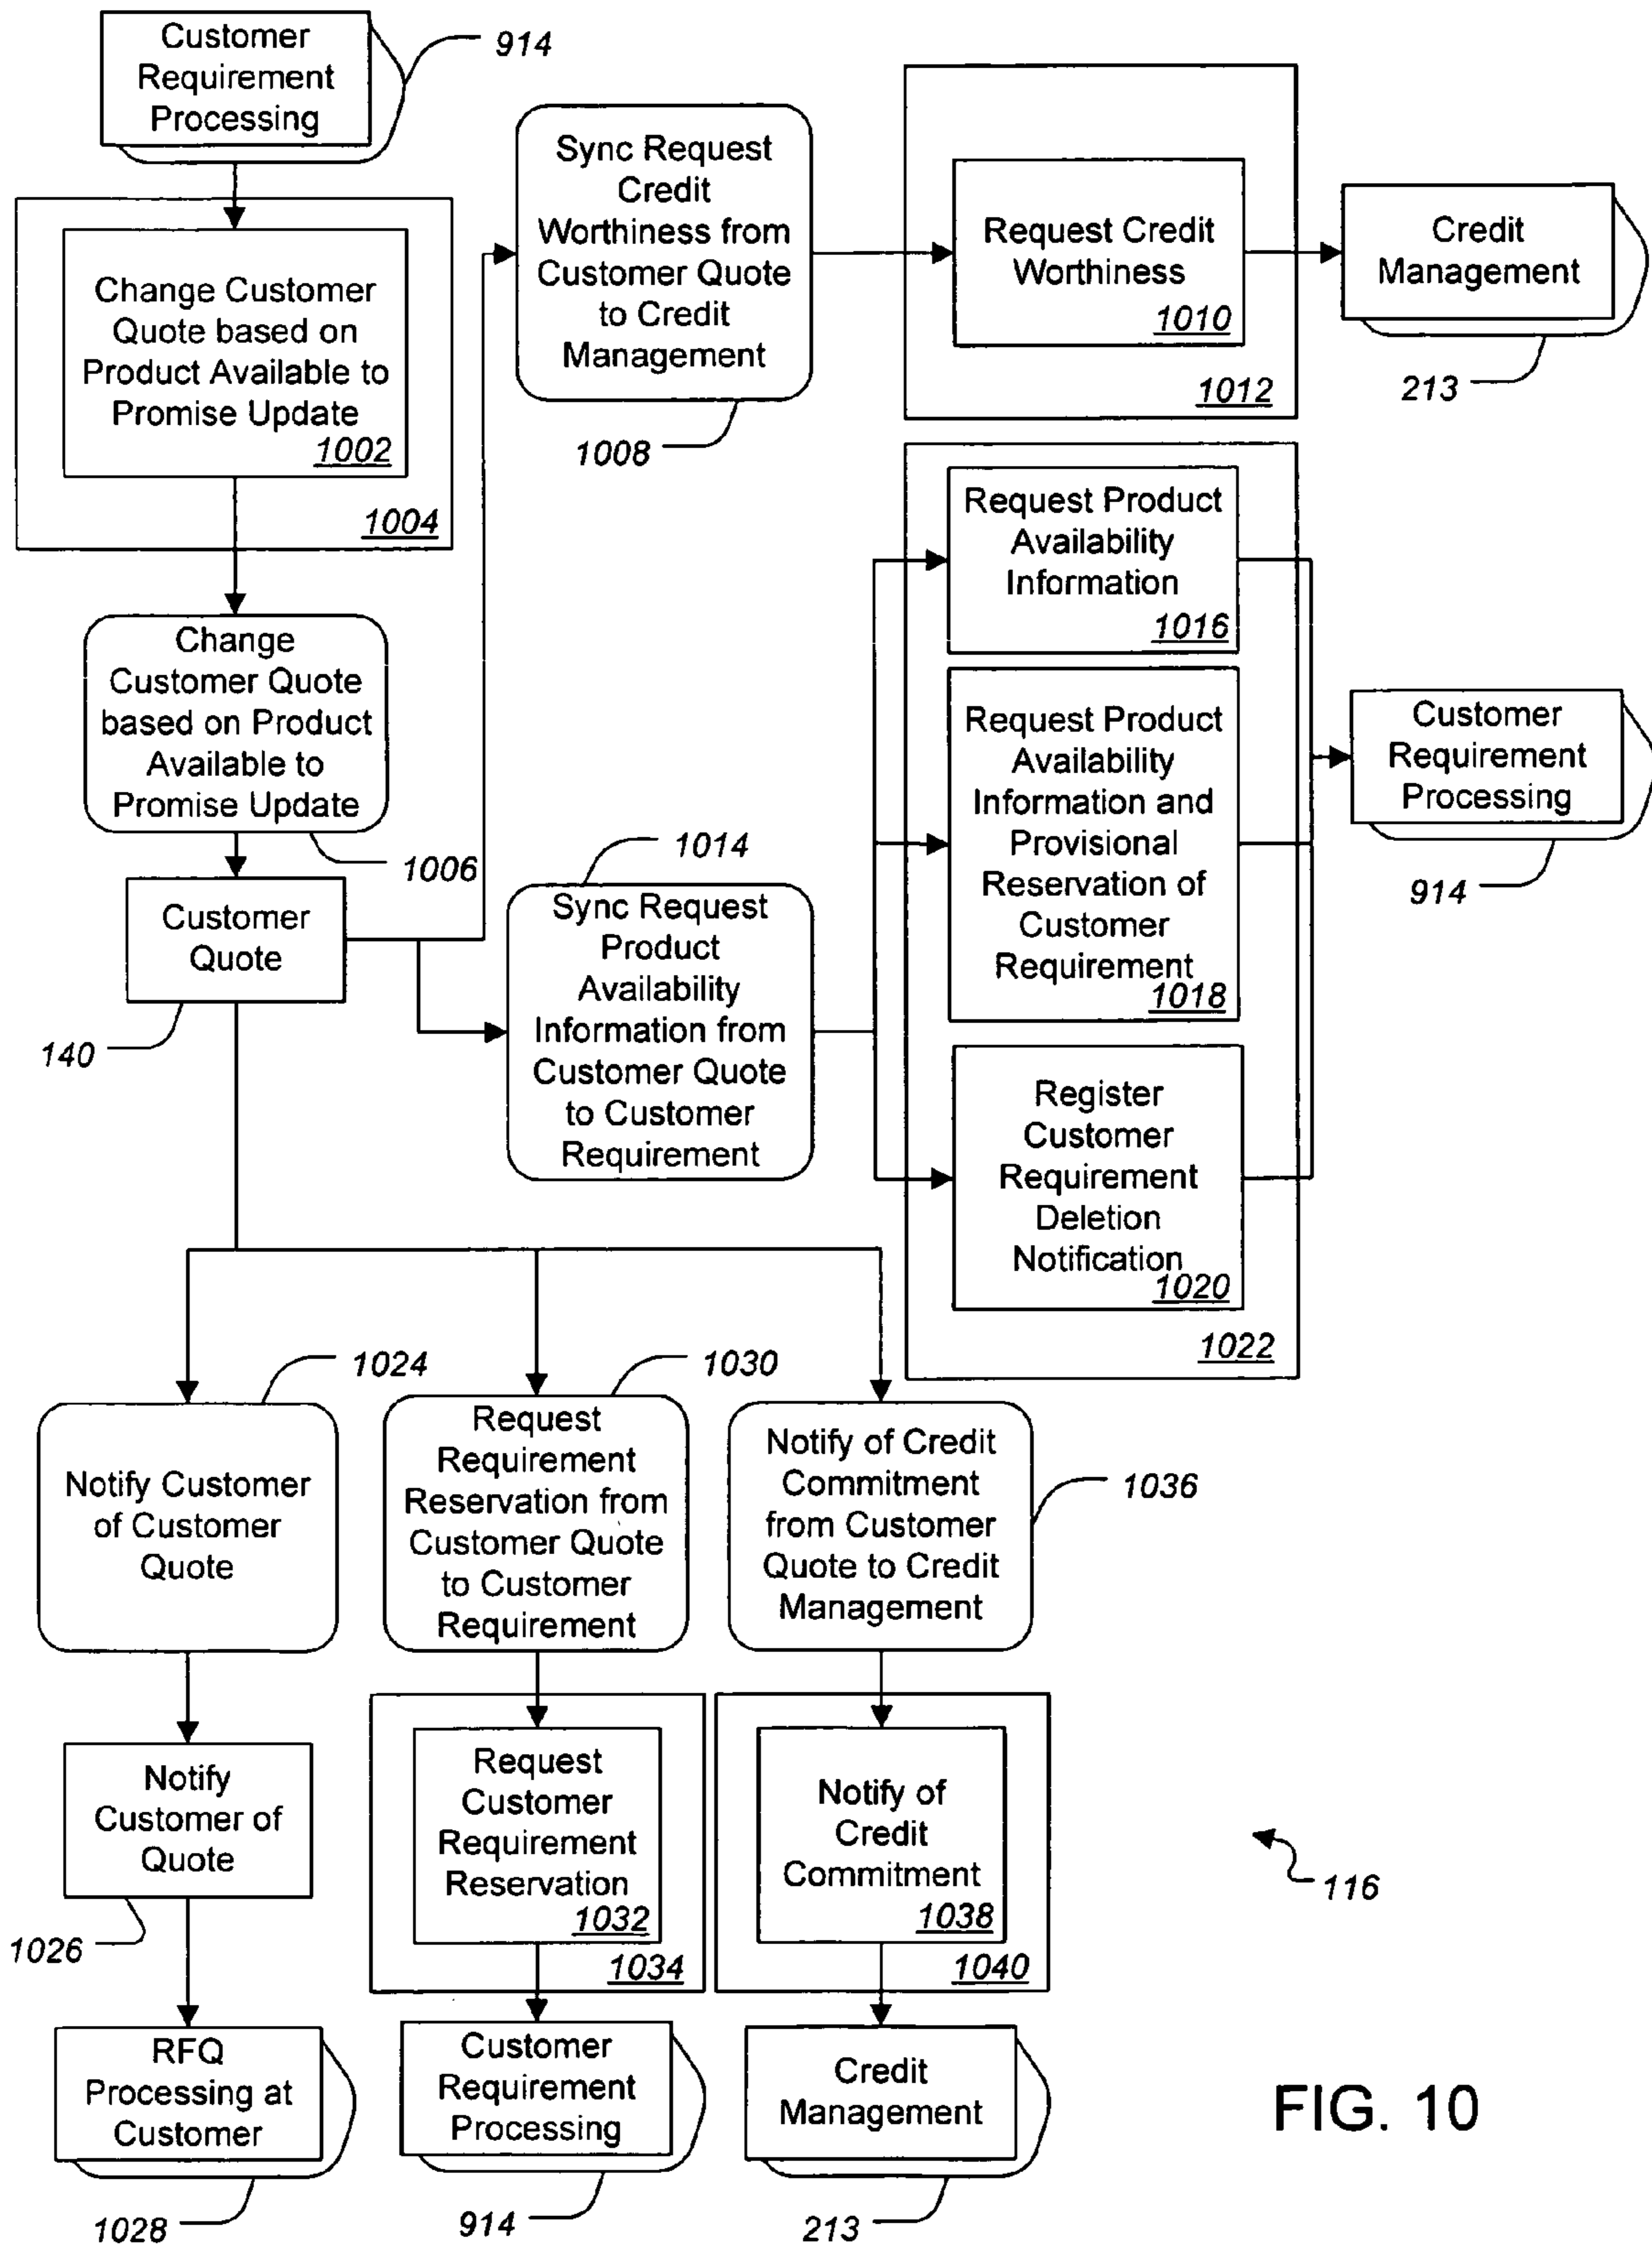 Customer
Requirement
Processing
914
Change Customer
Quote based on
Product Available to
Promise Update
1002
1004
Change
Customer Quote
based on Product
Available to
Promise Update
1006
Customer
Quote
140
Sync Request
Credit
Worthiness from
Customer Quote
to Credit
Management
1008
Request Credit
Worthiness
1010
1012
Credit
Management
213
1014
Sync Request
Product
Availability
Information from
Customer Quote
to Customer
Requirement
Request Product
Availability
Information
1016
Request Product
Availability
Information and
Provisional
Reservation of
Customer
Requirement
1018
Register
Customer
Requirement
Deletion
Notification
1020
1022
Customer
Requirement
Processing
914
1024
Notify Customer
of Customer
Quote
Notify
Customer of
Quote
1026
RFQ
Processing at
Customer
1028
1030
Request
Requirement
Reservation from
Customer Quote
to Customer
Requirement
Request
Customer
Requirement
Reservation
1032
1034
Customer
Requirement
Processing
914
Notify of Credit
Commitment
from Customer
Quote to Credit
Management
1036
Notify of
Credit
Commitment
1038
1040
Credit
Management
213
116
FIG. 10